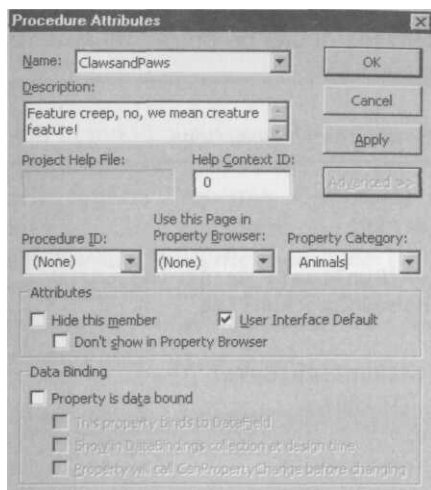 Procedure Attributes
Name: ClawsandPaws
OK
Description:
Feature creep, no, we mean creature
feature!
Cancel
Apply
Project Help File:
Help Context ID:
0
Advanced >>
Procedure ID:
Use this Page in
Property Browser:
Property Category:
(None)
(None)
Animals
Attributes
Hide this member
User Interface Default
Don't show in Property Browser
Data Binding
Property is data bound
This property binds to DataField
Show in DataBindings collection at design time
Property will call CanPropertyChange before changing